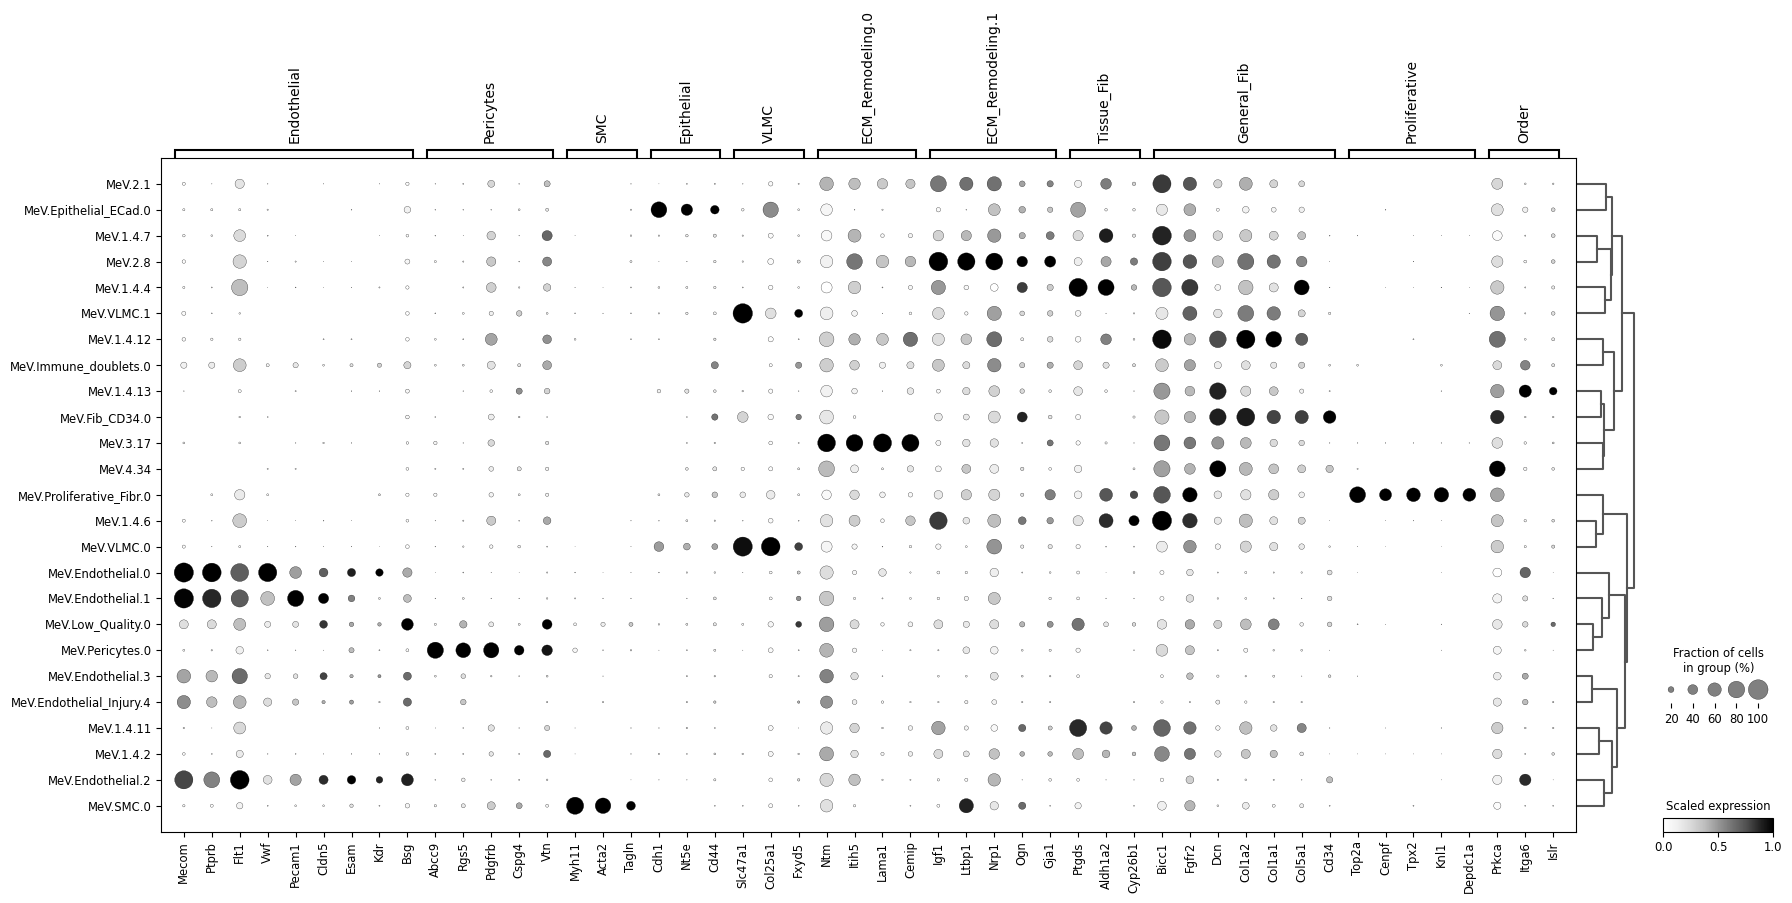 Endothelial
Pericytes
SMC
Epithelial
VLMC
ECM_Remodeling.0
ECM_Remodeling.1
Tissue_Fib
General_Fib
Proliferative
Order
MeV.2.1
MeV.Epithelial_ECad.0
MeV.1.4.7
MeV.2.8
MeV.1.4.4
MeV.VLMC.1
MeV.1.4.12
MeV.Immune_doublets.0
MeV.1.4.13
MeV.Fib_CD34.0
MeV.3.17
MeV.4.34
MeV.Proliferative_Fibr.0
MeV.1.4.6
MeV.VLMC.0
MeV.Endothelial.0
MeV.Endothelial.1
MeV.Low_Quality.0
MeV.Pericytes.0
MeV.Endothelial.3
MeV.Endothelial_Injury.4
MeV.1.4.11
MeV.1.4.2
MeV.Endothelial.2
MeV.SMC.0
Mecom
Ptprb
Flt1
Vwf
Pecam1
Cldn5
Esam
Kdr
Bsg
Abcc9
Rgs5
Pdgfrb
Cspg4
Vtn
Myh11
Acta2
Tagln
Cdh1
Nt5e
Cd44
Slc47a1
Col25a1
Fxyd5
Ntm
Itih5
Lama1
Cemip
Igf1
Ltbp1
Nrp1
Ogn
Gja1
Ptgds
Aldh1a2
Cyp26b1
Bicc1
Fgfr2
Dcn
Col1a2
Col1a1
Col5a1
Cd34
Top2a
Cenpf
Tpx2
Knl1
Depdc1a
Prkca
Itga6
Islr
Fraction of cells
in group (%)
20 40 60 80 100
Scaled expression
0.0 0.5 1.0